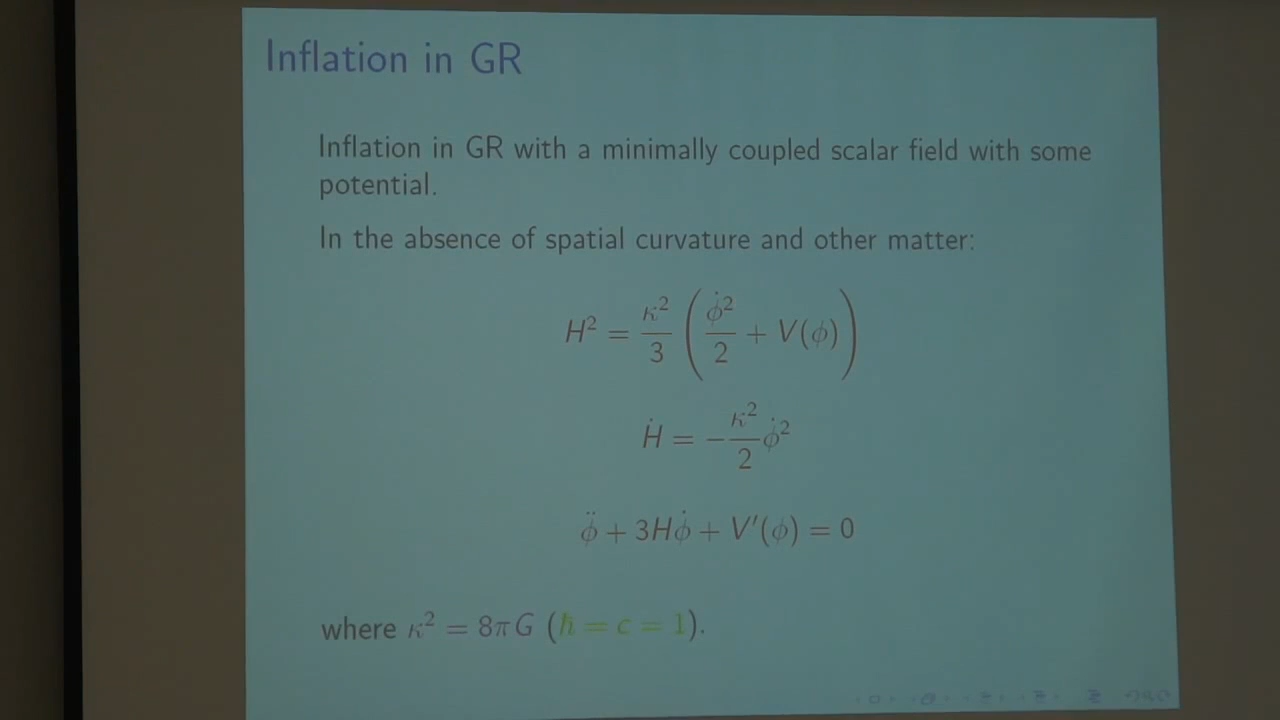 Inflation in GR
Inflation in GR with a minimally coupled scalar field with some
potential.
In the absence of spatial curvature and other matter:
H² = κ²/3 (φ̇²/2 + V(φ))
Ḣ = −κ²/2 φ̇²
φ̈ + 3Hφ̇ + V′(φ) = 0
where κ² = 8πG (ħ = c = 1).